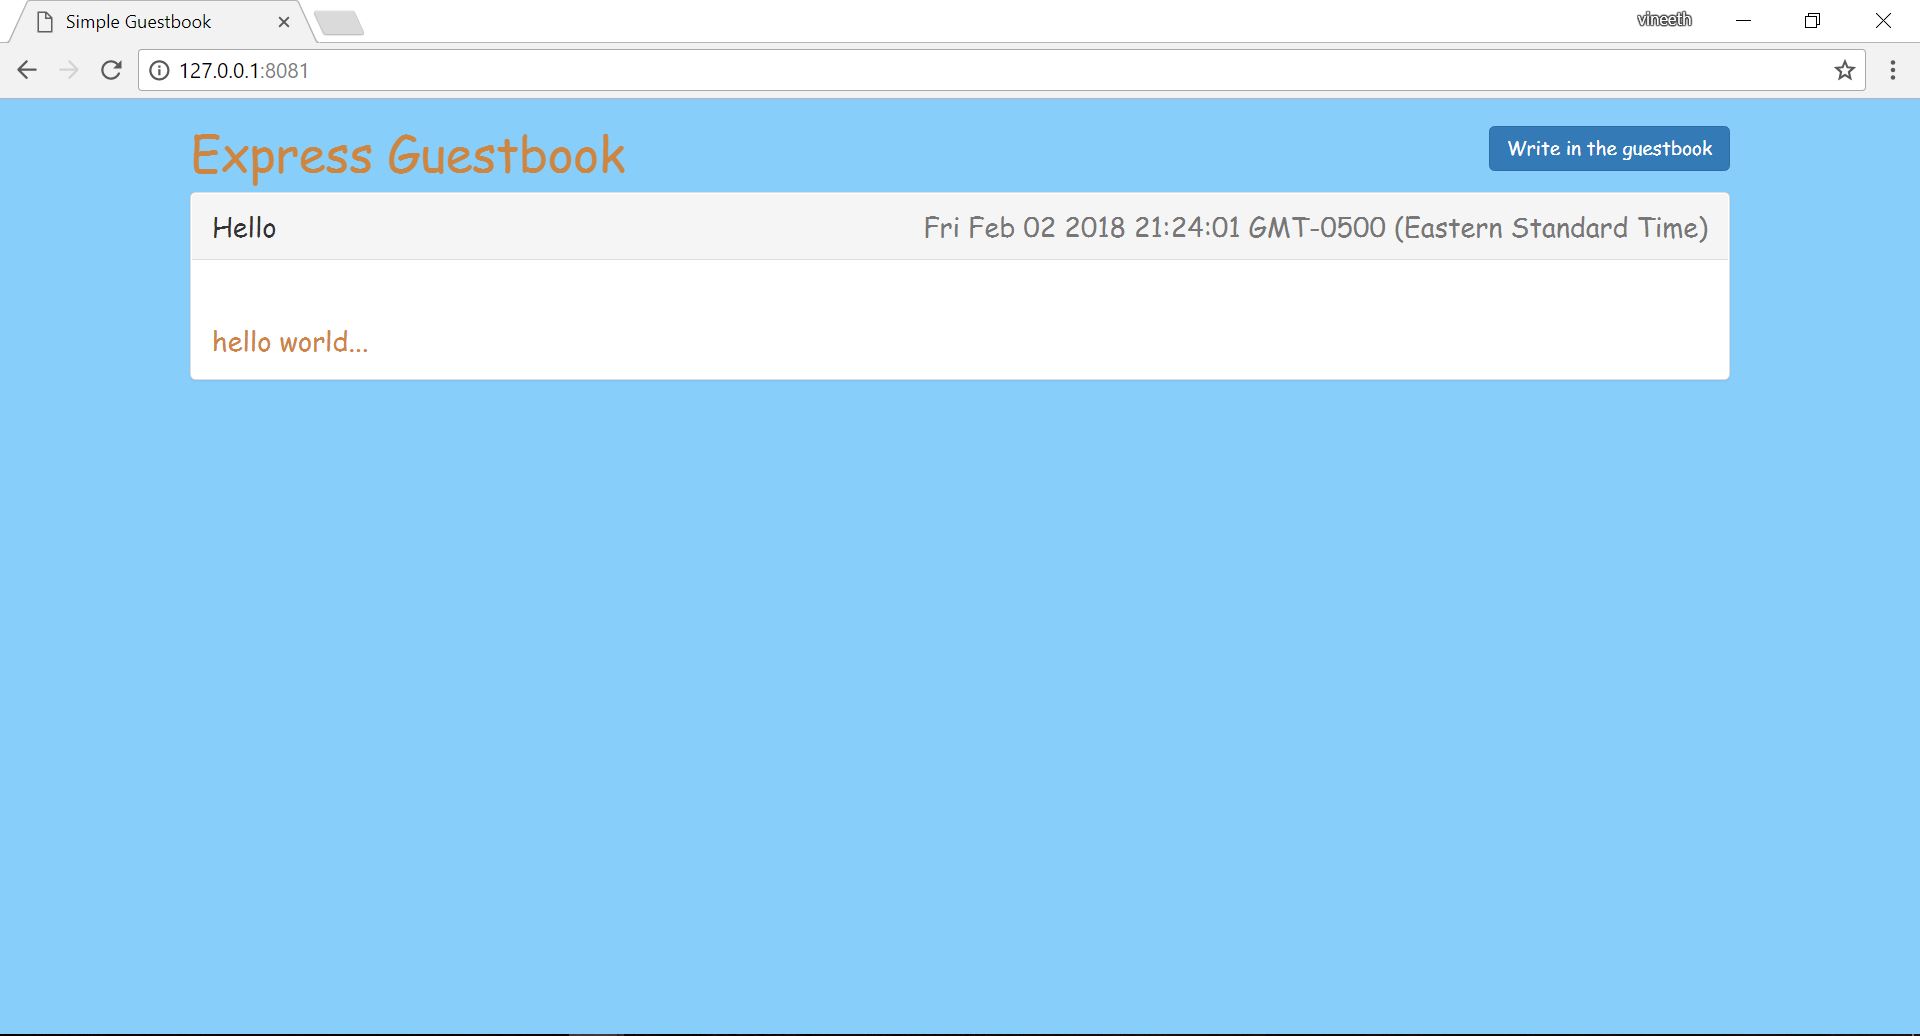 Simple Guestbook
vineeth
127.0.0.1:8081
Express Guestbook
Write in the guestbook
Hello
Fri Feb 02 2018 21:24:01 GMT-0500 (Eastern Standard Time)
hello world...